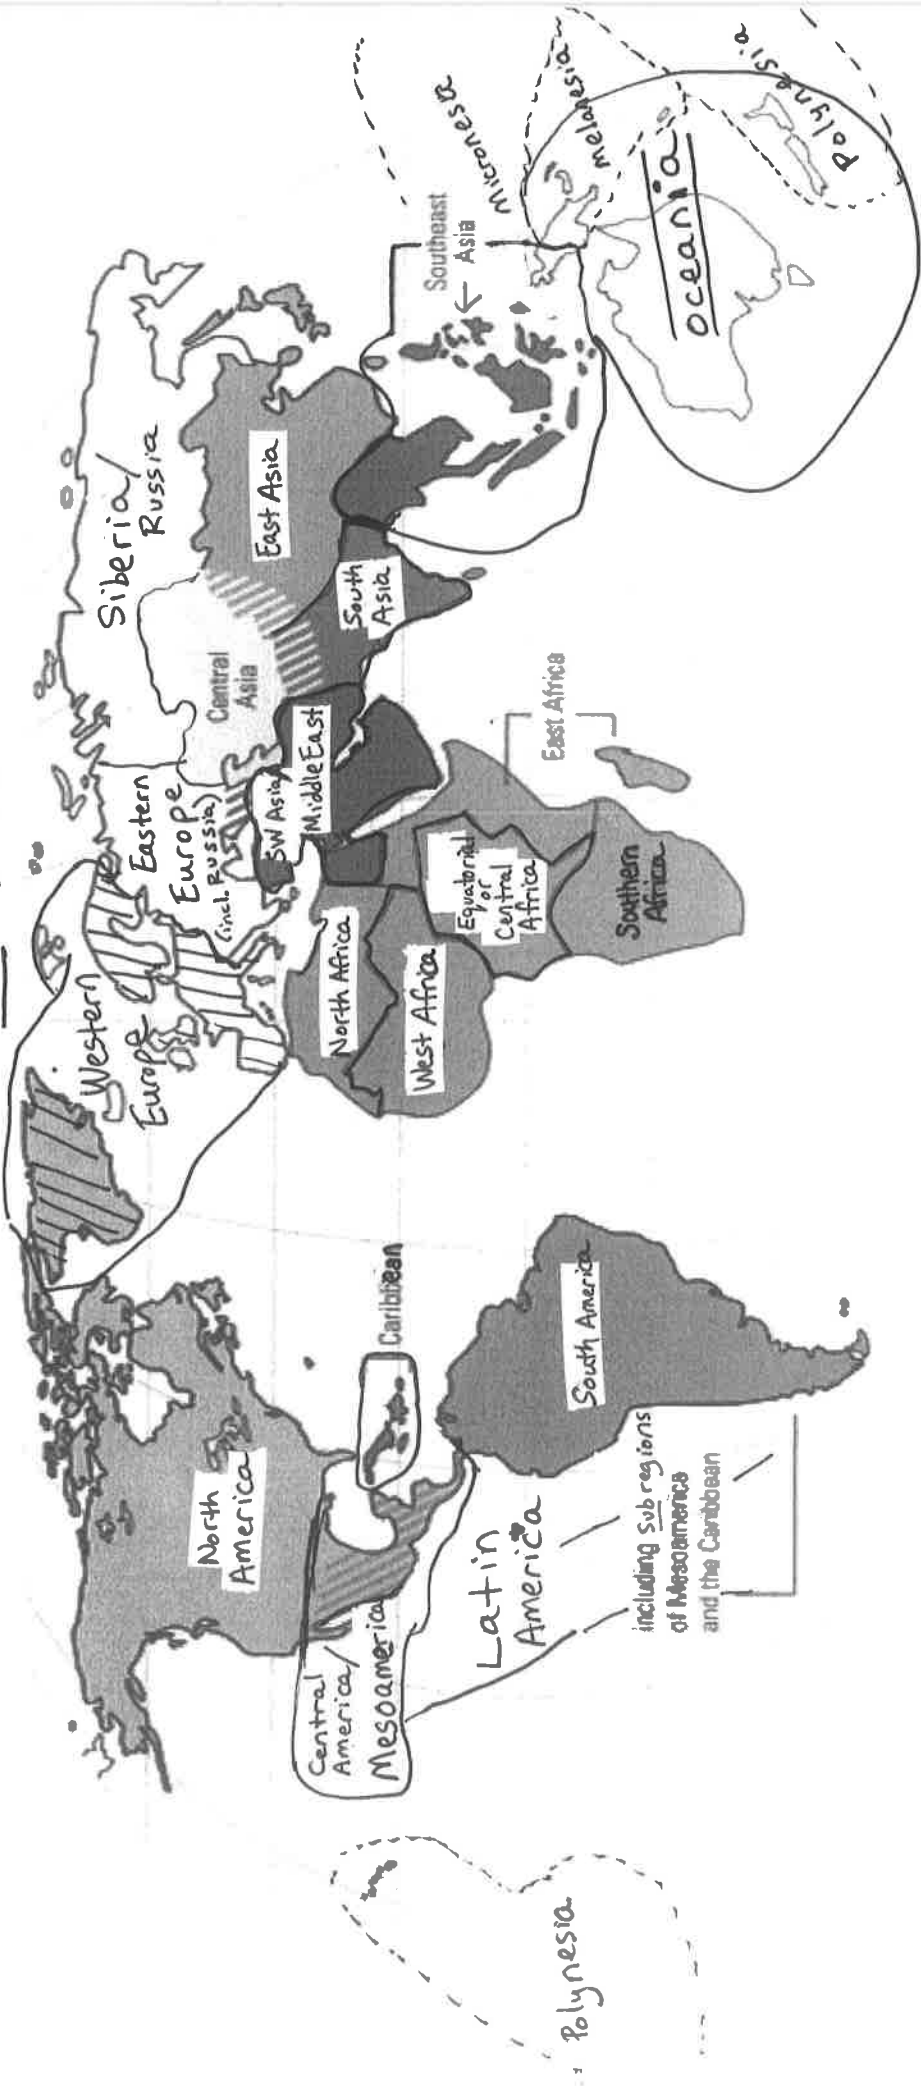 Siberia/
Russia
Western
Europe
Eastern
Europe
(incl. Russia)
Central
Asia
East Asia
SW Asia/
Middle East
South
Asia
Southeast
Asia
Micronesia
Melanesia
Polynesia
Oceania
North Africa
West Africa
Equatorial
or
Central
Africa
East Africa
Southern
Africa
North
America
Caribbean
Central
America/
Mesoamerica
Latin
America
including subregions
of Mesoamerica
and the Caribbean
South America
Polynesia